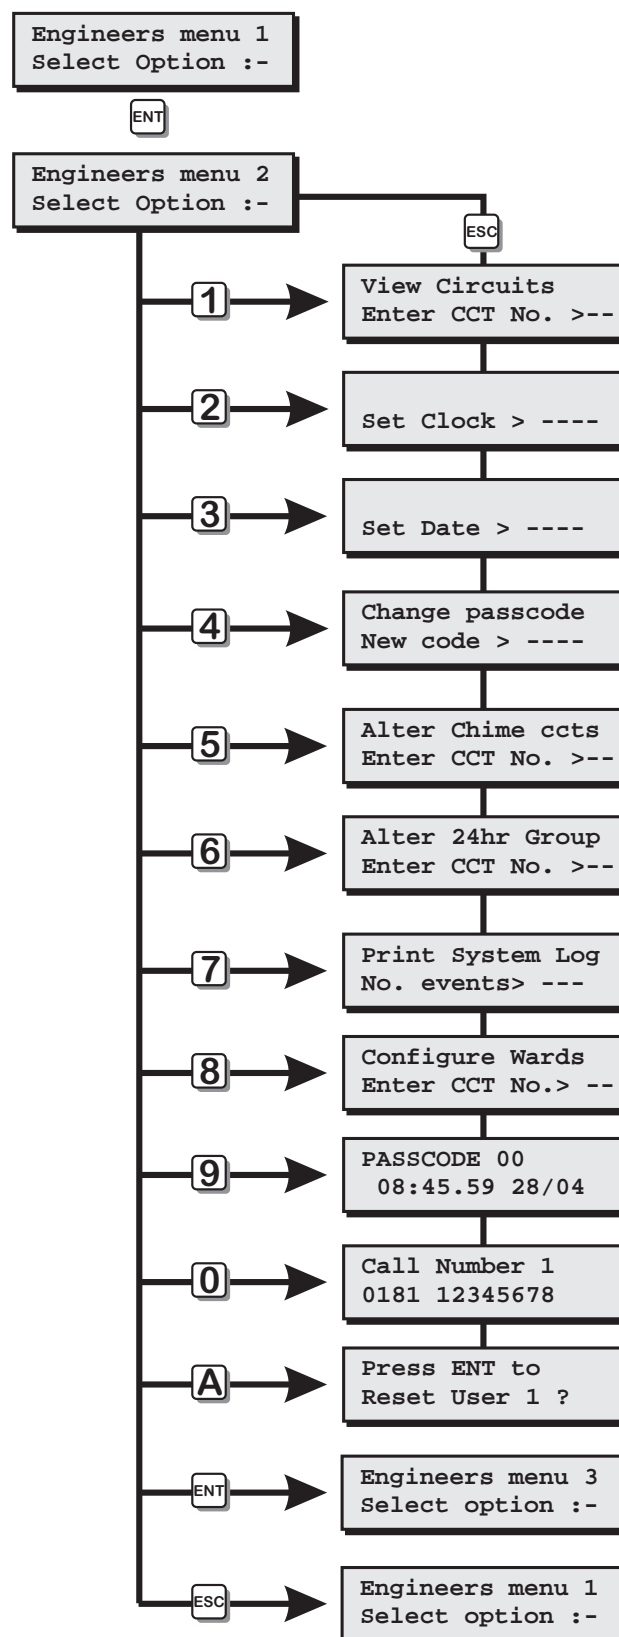 Engineers menu 1
Select Option :-
ENT
Engineers menu 2
Select Option :-
ESC
1
View Circuits
Enter CCT No. >--
2
Set Clock > ----
3
Set Date > ----
4
Change passcode
New code > ----
5
Alter Chime ccts
Enter CCT No. >--
6
Alter 24hr Group
Enter CCT No. >--
7
Print System Log
No. events> ---
8
Configure Wards
Enter CCT No.> --
9
PASSCODE 00
08:45.59 28/04
0
Call Number 1
0181 12345678
A
Press ENT to
Reset User 1 ?
ENT
Engineers menu 3
Select option :-
ESC
Engineers menu 1
Select option :-